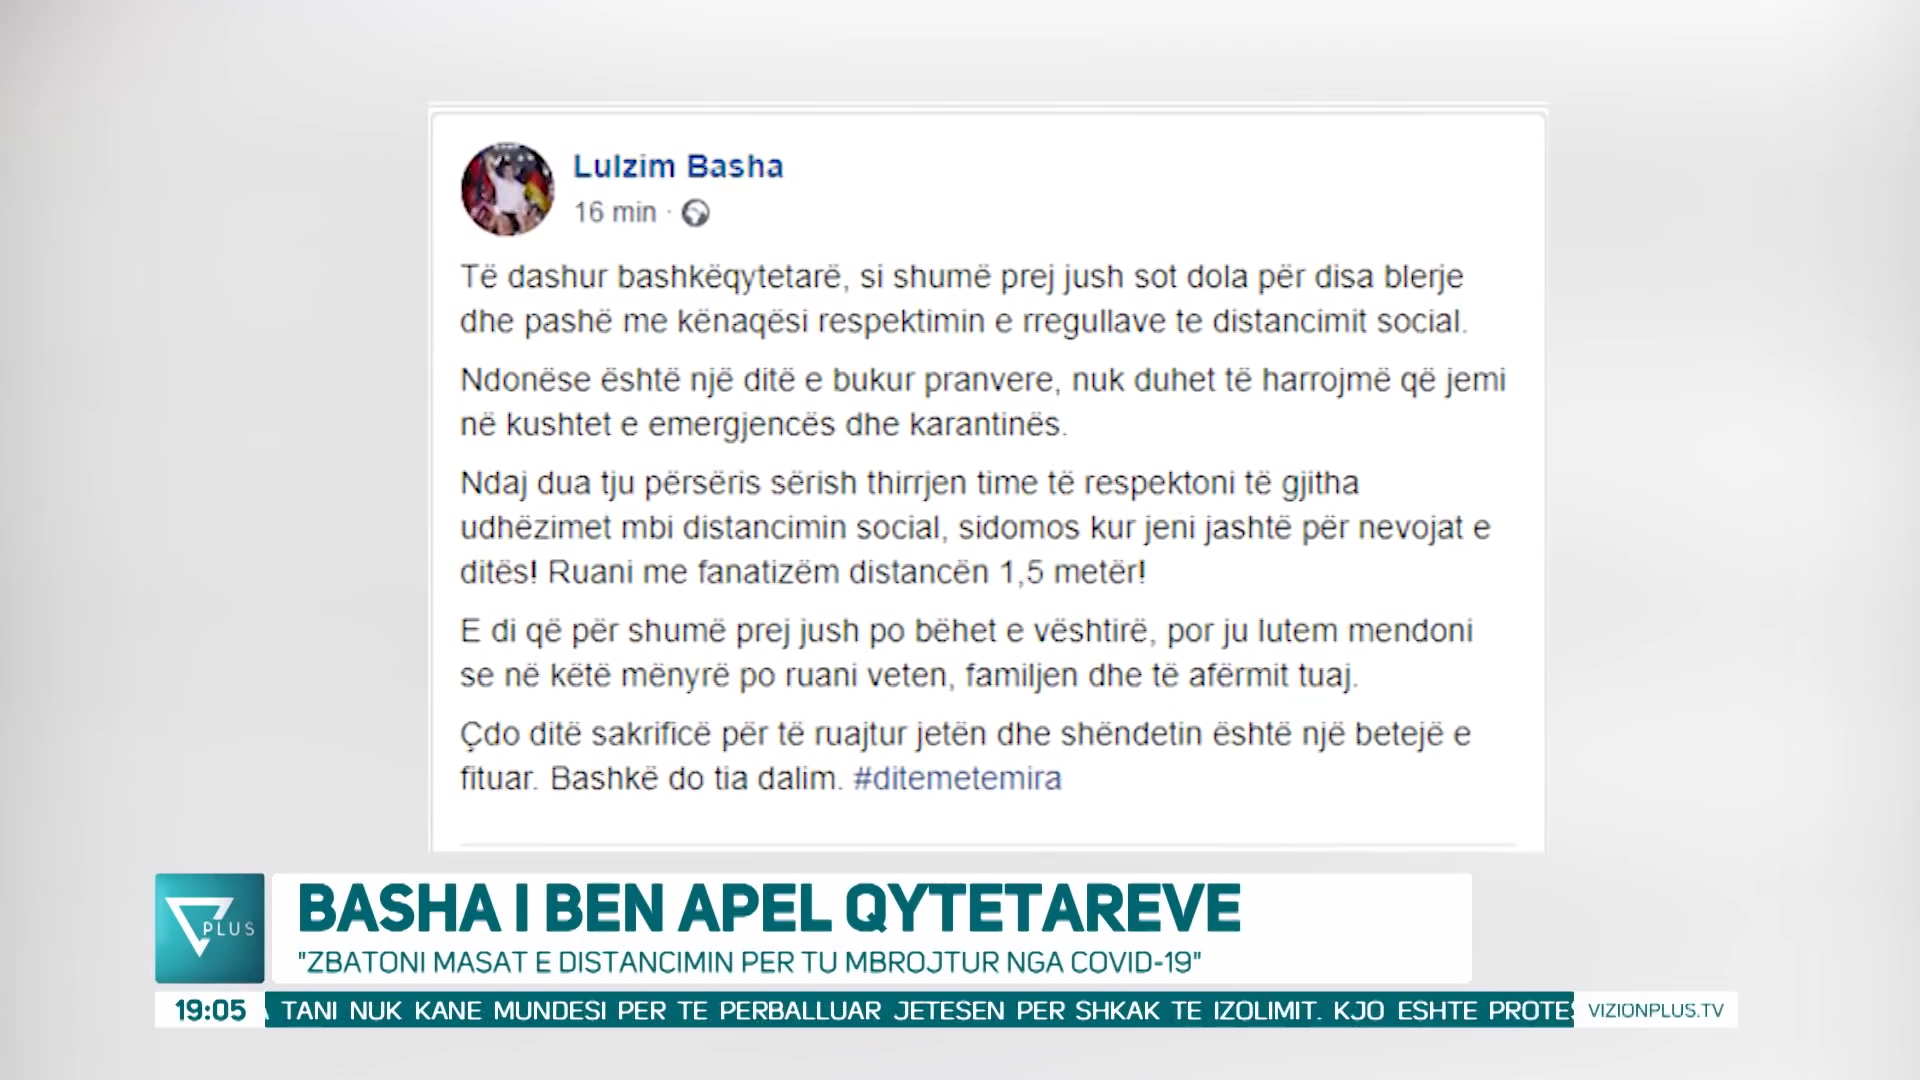 Lulzim Basha
16 min ·
Të dashur bashkëqytetarë, si shumë prej jush sot dola për disa blerje
dhe pashë me kënaqësi respektimin e rregullave te distancimit social.
Ndonëse është një ditë e bukur pranvere, nuk duhet të harrojmë që jemi
në kushtet e emergjencës dhe karantinës.
Ndaj dua tju përsëris sërish thirrjen time të respektoni të gjitha
udhëzimet mbi distancimin social, sidomos kur jeni jashtë për nevojat e
ditës! Ruani me fanatizëm distancën 1,5 metër!
E di që për shumë prej jush po bëhet e vështirë, por ju lutem mendoni
se në këtë mënyrë po ruani veten, familjen dhe të afërmit tuaj.
Çdo ditë sakrificë për të ruajtur jetën dhe shëndetin është një betejë e
fituar. Bashkë do tia dalim. #ditemetemira
PLUS
BASHA I BEN APEL QYTETAREVE
"ZBATONI MASAT E DISTANCIMIN PER TU MBROJTUR NGA COVID-19"
19:05 TANI NUK KANE MUNDESI PER TE PERBALLUAR JETESEN PER SHKAK TE IZOLIMIT. KJO ESHTE PROTES VIZIONPLUS.TV